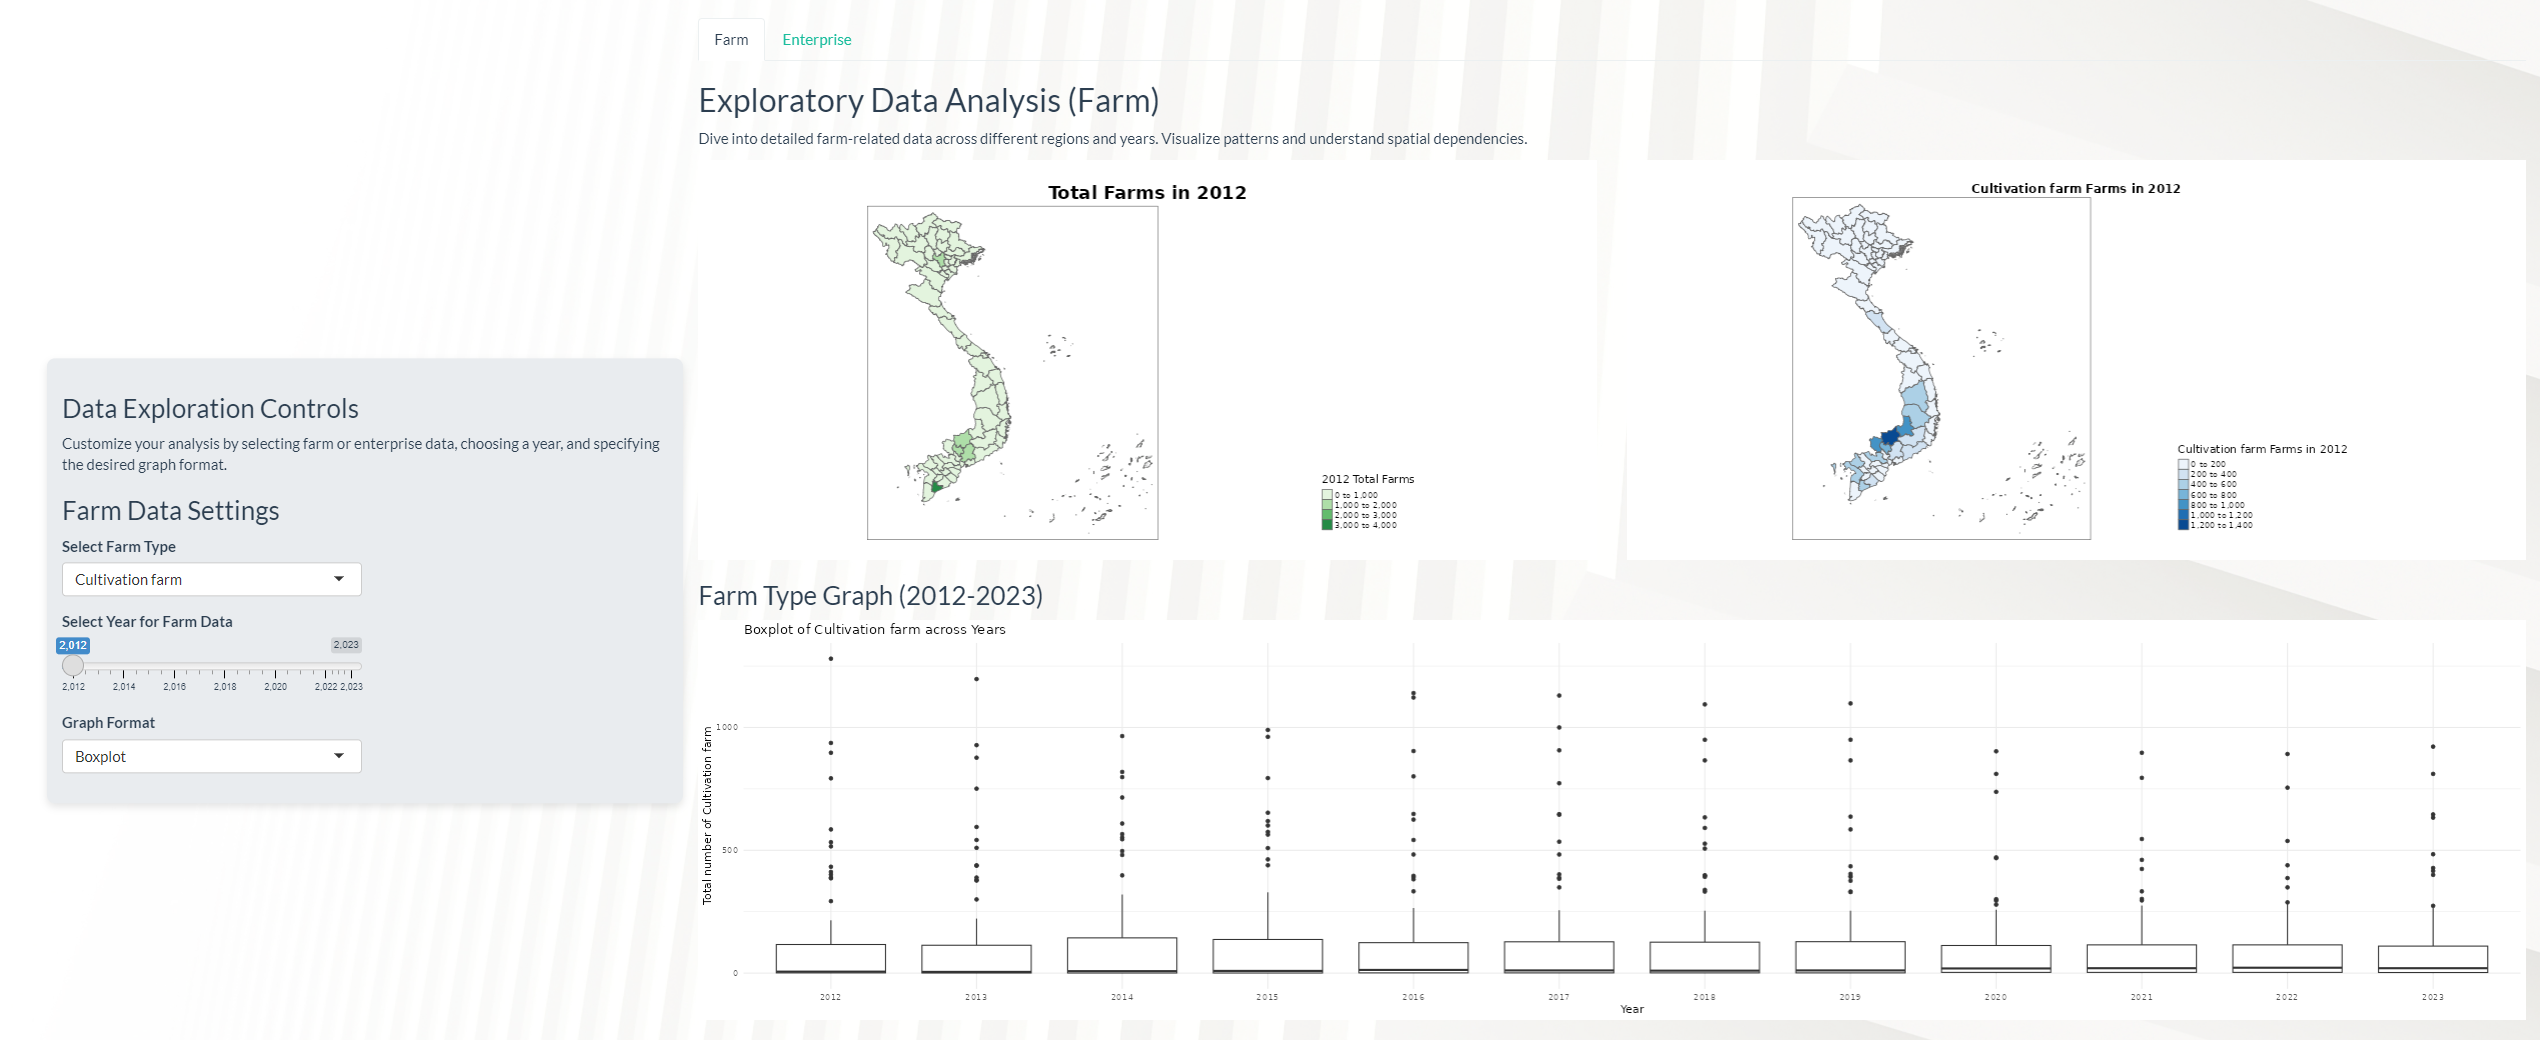 Farm
Enterprise
Exploratory Data Analysis (Farm)
Dive into detailed farm-related data across different regions and years. Visualize patterns and understand spatial dependencies.
Total Farms in 2012
2012 Total Farms
0 to 1,000
1,000 to 2,000
2,000 to 3,000
3,000 to 4,000
Cultivation farm Farms in 2012
Cultivation farm Farms in 2012
0 to 200
200 to 400
400 to 600
600 to 800
800 to 1,000
1,000 to 1,200
1,200 to 1,400
Data Exploration Controls
Customize your analysis by selecting farm or enterprise data, choosing a year, and specifying
the desired graph format.
Farm Data Settings
Select Farm Type
Cultivation farm
Select Year for Farm Data
2,012
2,023
2,012 2,014 2,016 2,018 2,020 2,022 2,023
Graph Format
Boxplot
Farm Type Graph (2012-2023)
Boxplot of Cultivation farm across Years
Total number of Cultivation farm
1000
500
0
2012 2013 2014 2015 2016 2017 2018 2019 2020 2021 2022 2023
Year